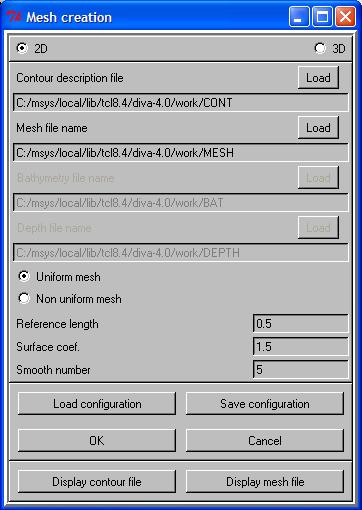 Mesh creation
2D 3D
Contour description file Load
C:/msys/local/lib/tcl8.4/diva-4.0/work/CONT
Mesh file name Load
C:/msys/local/lib/tcl8.4/diva-4.0/work/MESH
Bathymetry file name Load
C:/msys/local/lib/tcl8.4/diva-4.0/work/BAT
Depth file name Load
C:/msys/local/lib/tcl8.4/diva-4.0/work/DEPTH
Uniform mesh
Non uniform mesh
Reference length 0.5
Surface coef. 1.5
Smooth number 5
Load configuration Save configuration
OK Cancel
Display contour file Display mesh file